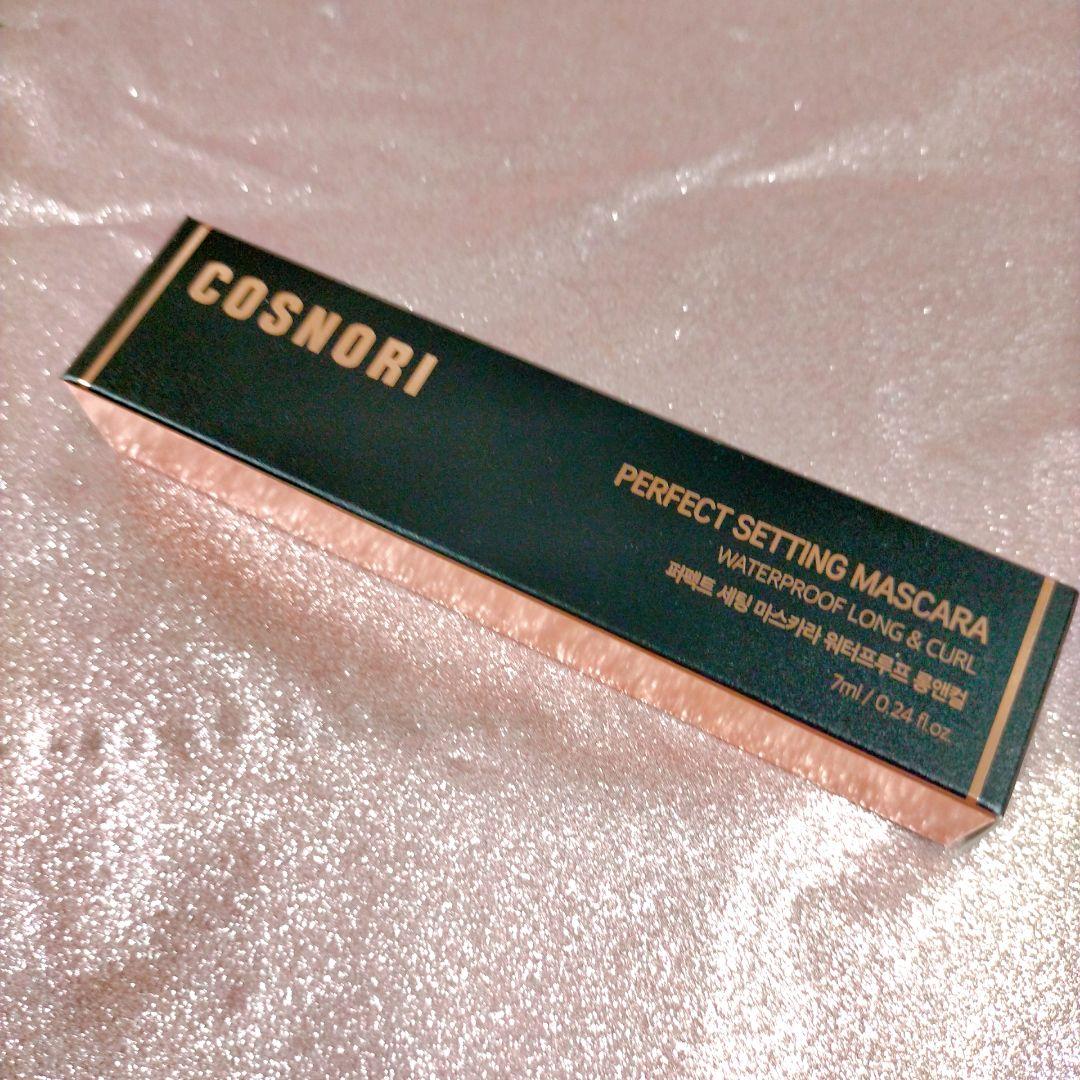 COSNORI
PERFECT SETTING MASCARA
WATERPROOF LONG & CURL
퍼펙트 세팅 마스카라 워터프루프 롱앤컬
7ml / 0.24 fl.oz.